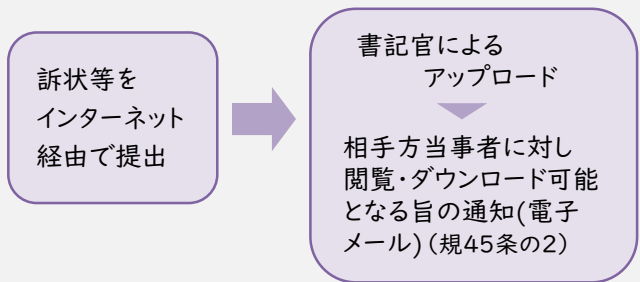 訴状等を
インターネット
経由で提出
書記官による
アップロード
相手方当事者に対し
閲覧・ダウンロード可能
となる旨の通知(電子
メール)(規45条の2)